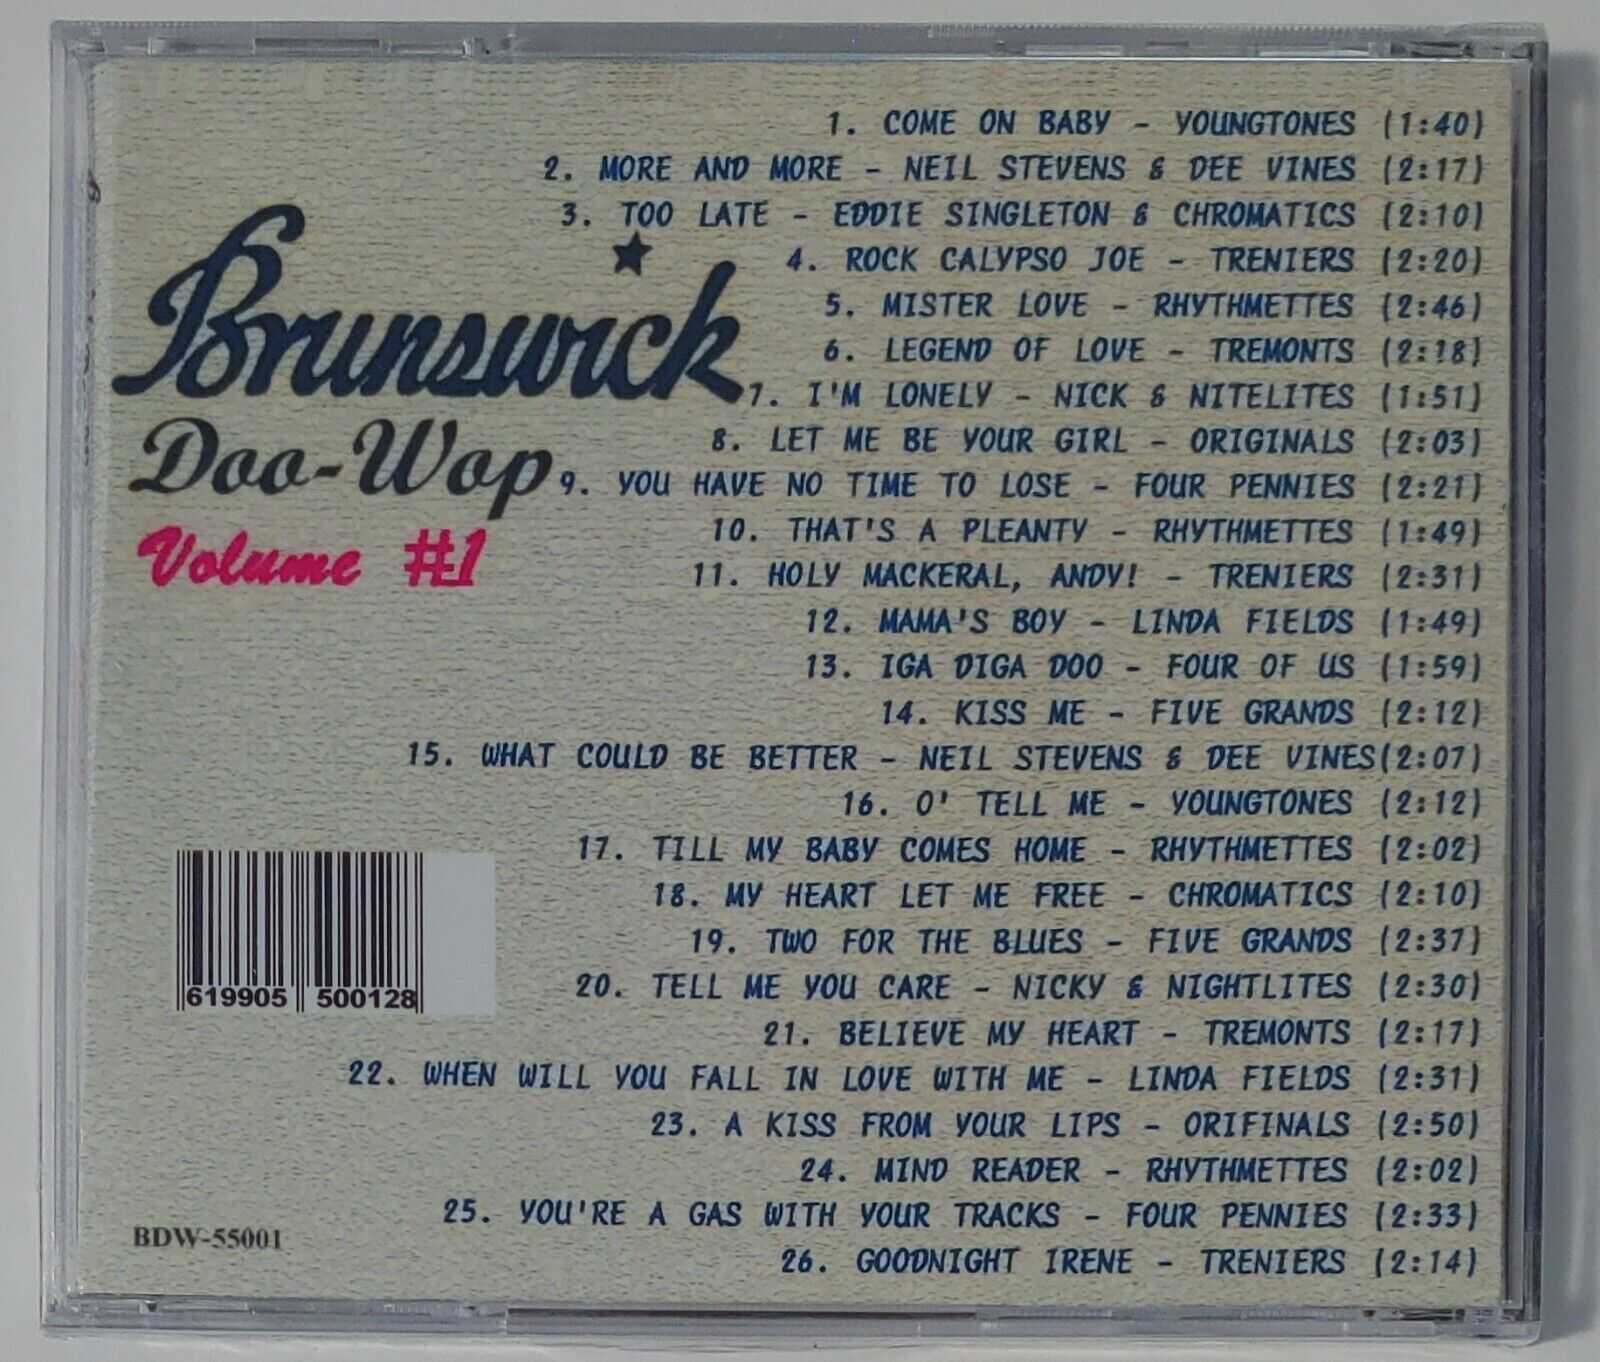 Brunswick
Doo-Wop
Volume #1
1. COME ON BABY - YOUNGTONES (1:40)
2. MORE AND MORE - NEIL STEVENS & DEE VINES (2:17)
3. TOO LATE - EDDIE SINGLETON & CHROMATICS (2:10)
4. ROCK CALYPSO JOE - TRENIERS (2:20)
5. MISTER LOVE - RHYTHMETTES (2:46)
6. LEGEND OF LOVE - TREMONTS (2:18)
7. I'M LONELY - NICK & NITELITES (1:51)
8. LET ME BE YOUR GIRL - ORIGINALS (2:03)
9. YOU HAVE NO TIME TO LOSE - FOUR PENNIES (2:21)
10. THAT'S A PLEANTY - RHYTHMETTES (1:49)
11. HOLY MACKERAL, ANDY! - TRENIERS (2:31)
12. MAMA'S BOY - LINDA FIELDS (1:49)
13. IGA DIGA DOO - FOUR OF US (1:59)
14. KISS ME - FIVE GRANDS (2:12)
15. WHAT COULD BE BETTER - NEIL STEVENS & DEE VINES(2:07)
16. O' TELL ME - YOUNGTONES (2:12)
17. TILL MY BABY COMES HOME - RHYTHMETTES (2:02)
18. MY HEART LET ME FREE - CHROMATICS (2:10)
19. TWO FOR THE BLUES - FIVE GRANDS (2:37)
20. TELL ME YOU CARE - NICKY & NIGHTLITES (2:30)
21. BELIEVE MY HEART - TREMONTS (2:17)
22. WHEN WILL YOU FALL IN LOVE WITH ME - LINDA FIELDS (2:31)
23. A KISS FROM YOUR LIPS - ORIFINALS (2:50)
24. MIND READER - RHYTHMETTES (2:02)
25. YOU'RE A GAS WITH YOUR TRACKS - FOUR PENNIES (2:33)
26. GOODNIGHT IRENE - TRENIERS (2:14)
619905 500128
BDW-55001